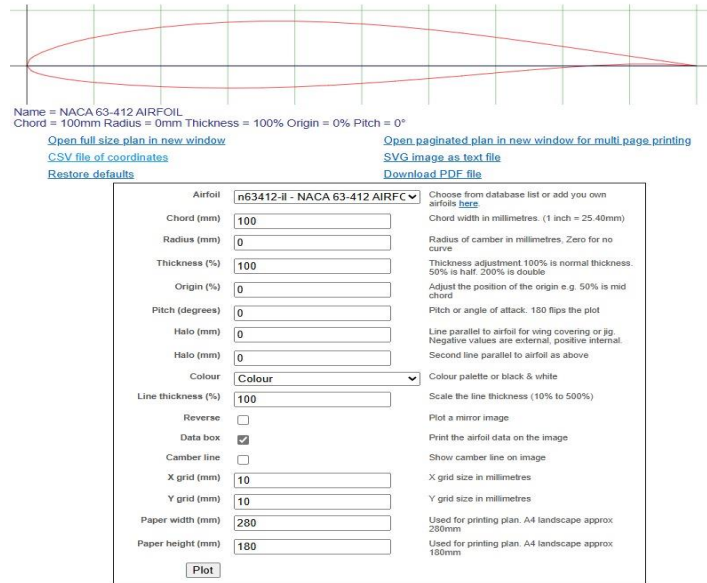 Name = NACA 63-412 AIRFOIL
Chord = 100mm Radius = 0mm Thickness = 100% Origin = 0% Pitch = 0°
Open full size plan in new window Open paginated plan in new window for multi page printing
CSV file of coordinates SVG image as text file
Restore defaults Download PDF file
Airfoil n63412-il - NACA 63-412 AIRFC Choose from database list or add you own
airfoils here.
Chord (mm) 100 Chord width in millimetres. (1 inch = 25.40mm)
Radius (mm) 0 Radius of camber in millimetres, Zero for no
curve
Thickness (%) 100 Thickness adjustment.100% is normal thickness.
50% is half. 200% is double
Origin (%) 0 Adjust the position of the origin e.g. 50% is mid
chord
Pitch (degrees) 0 Pitch or angle of attack. 180 flips the plot
Halo (mm) 0 Line parallel to airfoil for wing covering or jig.
Negative values are external, positive internal.
Halo (mm) 0 Second line parallel to airfoil as above
Colour Colour Colour palette or black & white
Line thickness (%) 100 Scale the line thickness (10% to 500%)
Reverse Plot a mirror image
Data box Print the airfoil data on the image
Camber line Show camber line on image
X grid (mm) 10 X grid size in millimetres
Y grid (mm) 10 Y grid size in millimetres
Paper width (mm) 280 Used for printing plan. A4 landscape approx
280mm
Paper height (mm) 180 Used for printing plan. A4 landscape approx
180mm
Plot